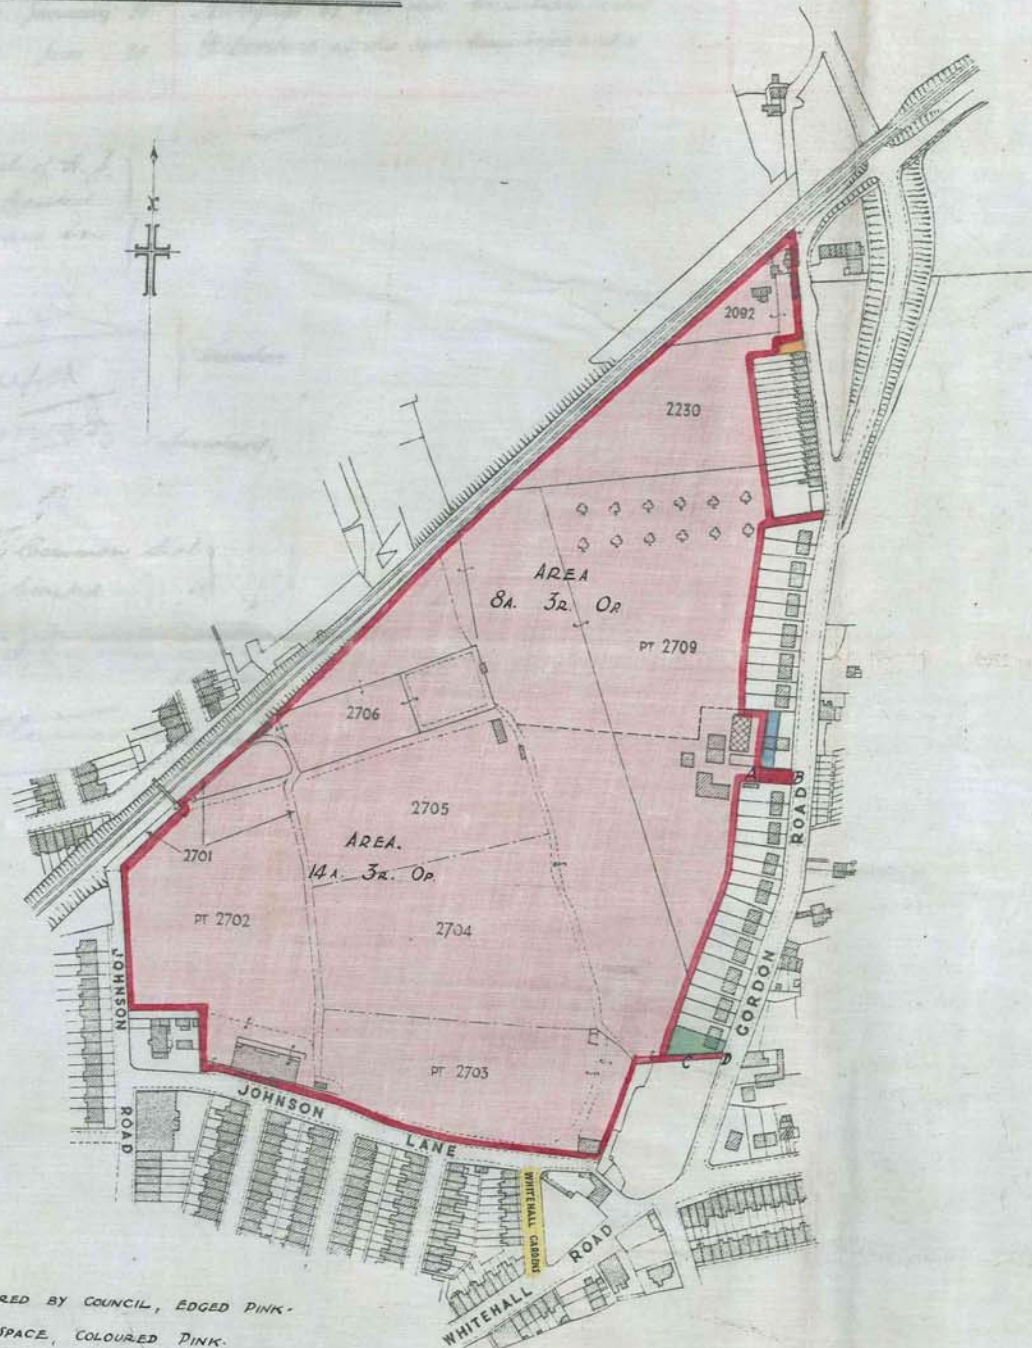 2092
2230
AREA
8A. 3R. 0P.
PT 2709
2706
2705
AREA.
14A. 3R. 0P.
2701
PT 2702
2704
PT 2703
A
B
C
D
JOHNSON
ROAD
JOHNSON
LANE
GORDON
ROAD
WHITEHALL GARDENS
WHITEHALL
ROAD
RED BY COUNCIL, EDGED PINK.
SPACE, COLOURED PINK.